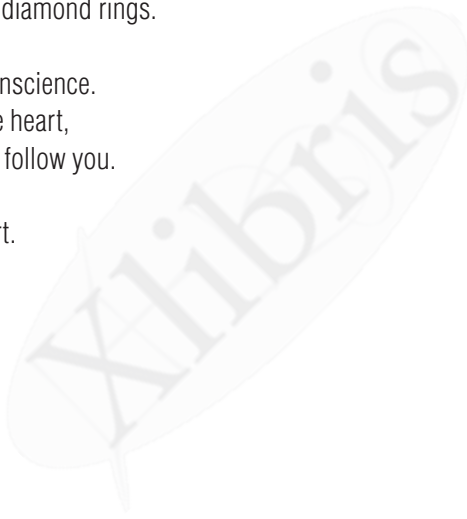 diamond rings.
nscience.
e heart,
follow you.
rt.
Xlibris